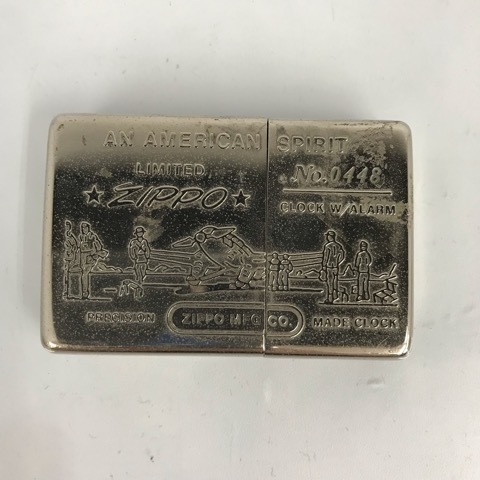 AN AMERICAN SPIRIT
LIMITED
No.0448
★ ZIPPO ★
CLOCK W/ALARM
PRECISION
ZIPPO MFG CO.
MADE CLOCK